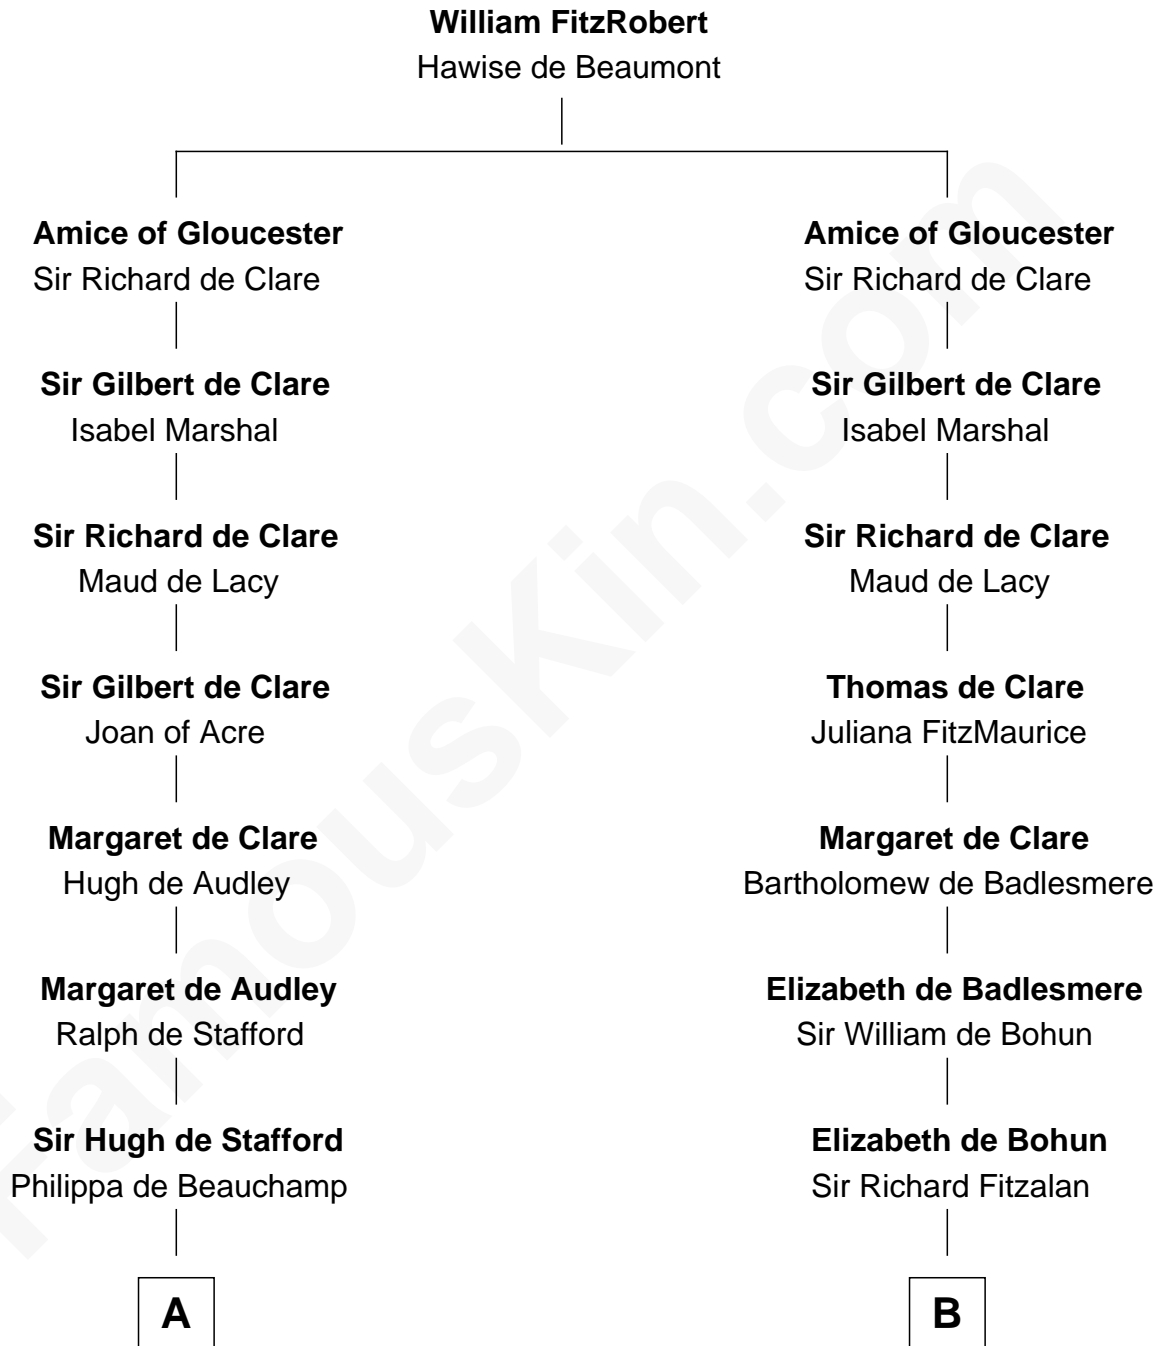 William FitzRobert
Hawise de Beaumont
Amice of Gloucester
Sir Richard de Clare
Sir Gilbert de Clare
Isabel Marshal
Sir Richard de Clare
Maud de Lacy
Sir Gilbert de Clare
Joan of Acre
Margaret de Clare
Hugh de Audley
Margaret de Audley
Ralph de Stafford
Sir Hugh de Stafford
Philippa de Beauchamp
A
Amice of Gloucester
Sir Richard de Clare
Sir Gilbert de Clare
Isabel Marshal
Sir Richard de Clare
Maud de Lacy
Thomas de Clare
Juliana FitzMaurice
Margaret de Clare
Bartholomew de Badlesmere
Elizabeth de Badlesmere
Sir William de Bohun
Elizabeth de Bohun
Sir Richard Fitzalan
B
FamousKin.com